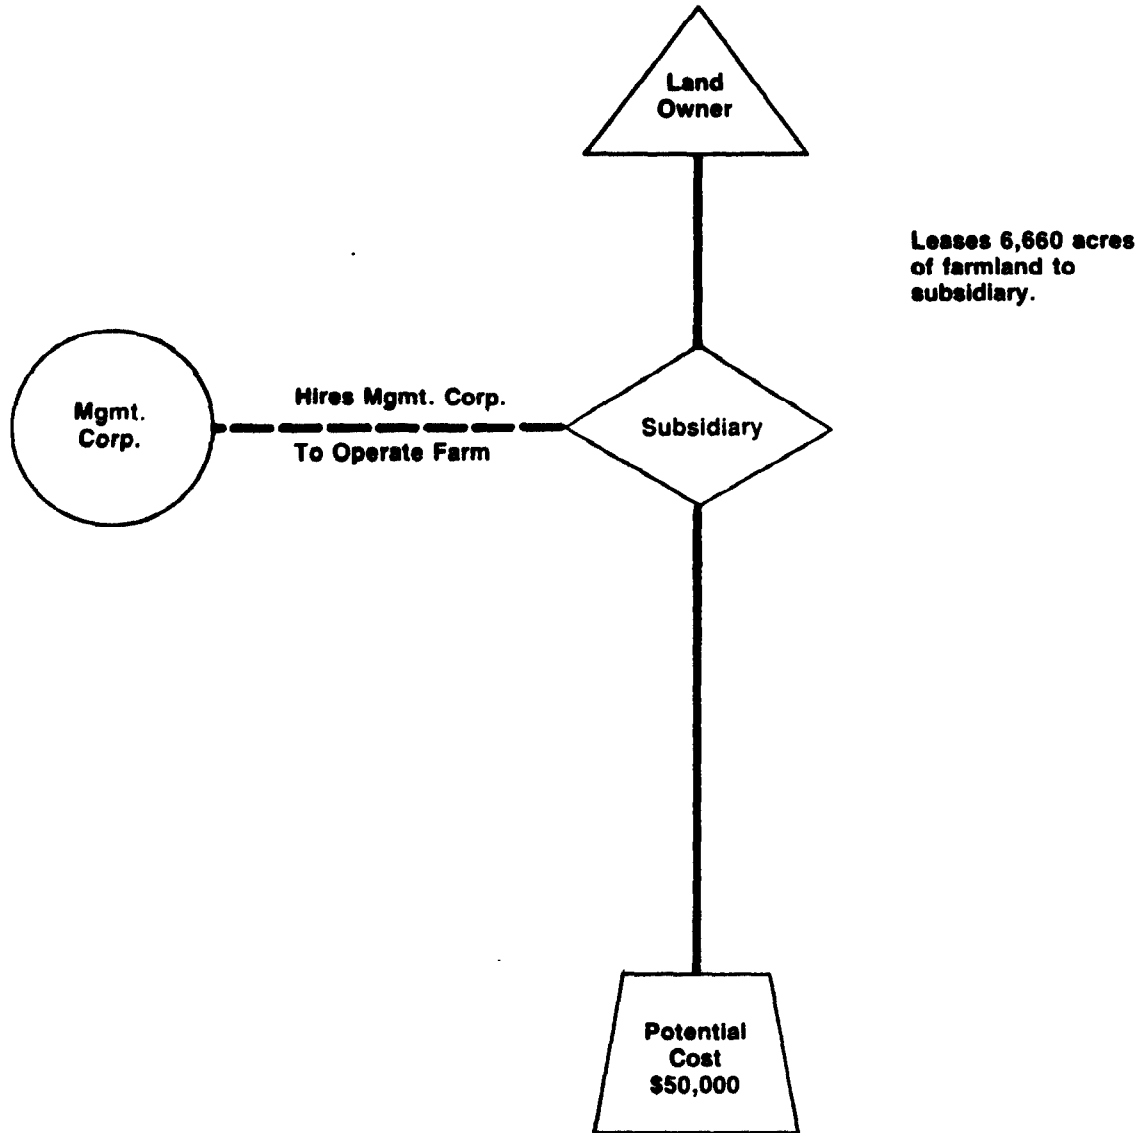 Land
Owner
Leases 6,660 acres
of farmland to
subsidiary.
Mgmt.
Corp.
Hires Mgmt. Corp.
To Operate Farm
Subsidiary
Potential
Cost
$50,000